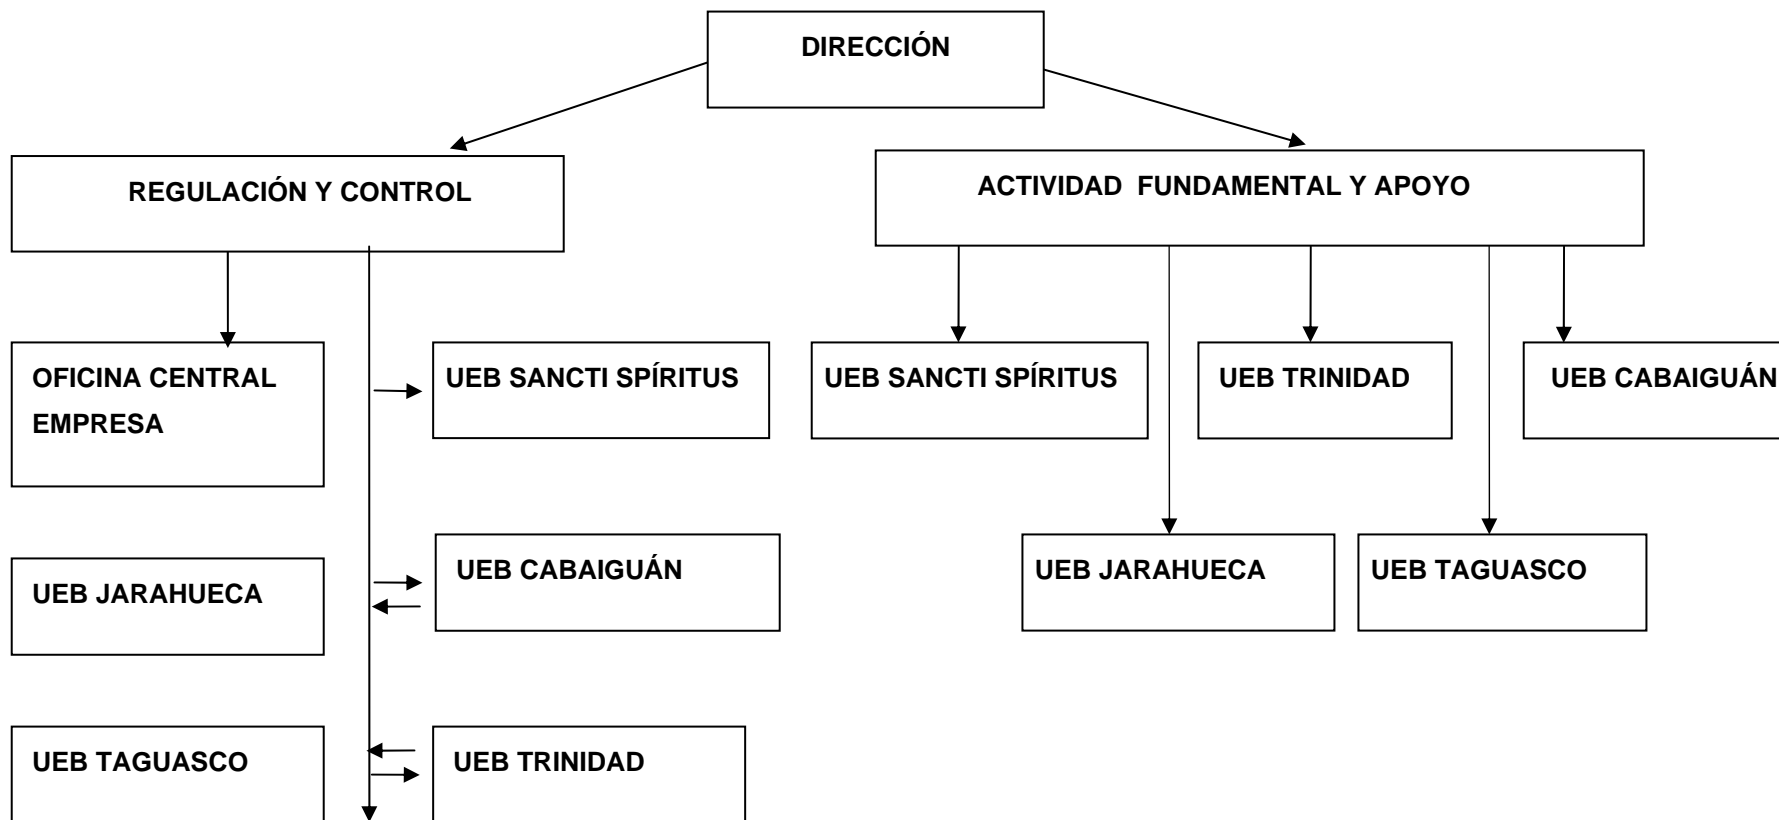 DIRECCIÓN
REGULACIÓN Y CONTROL
ACTIVIDAD FUNDAMENTAL Y APOYO
OFICINA CENTRAL
EMPRESA
UEB SANCTI SPÍRITUS
UEB SANCTI SPÍRITUS
UEB TRINIDAD
UEB CABAIGUÁN
UEB JARAHUECA
UEB CABAIGUÁN
UEB JARAHUECA
UEB TAGUASCO
UEB TAGUASCO
UEB TRINIDAD